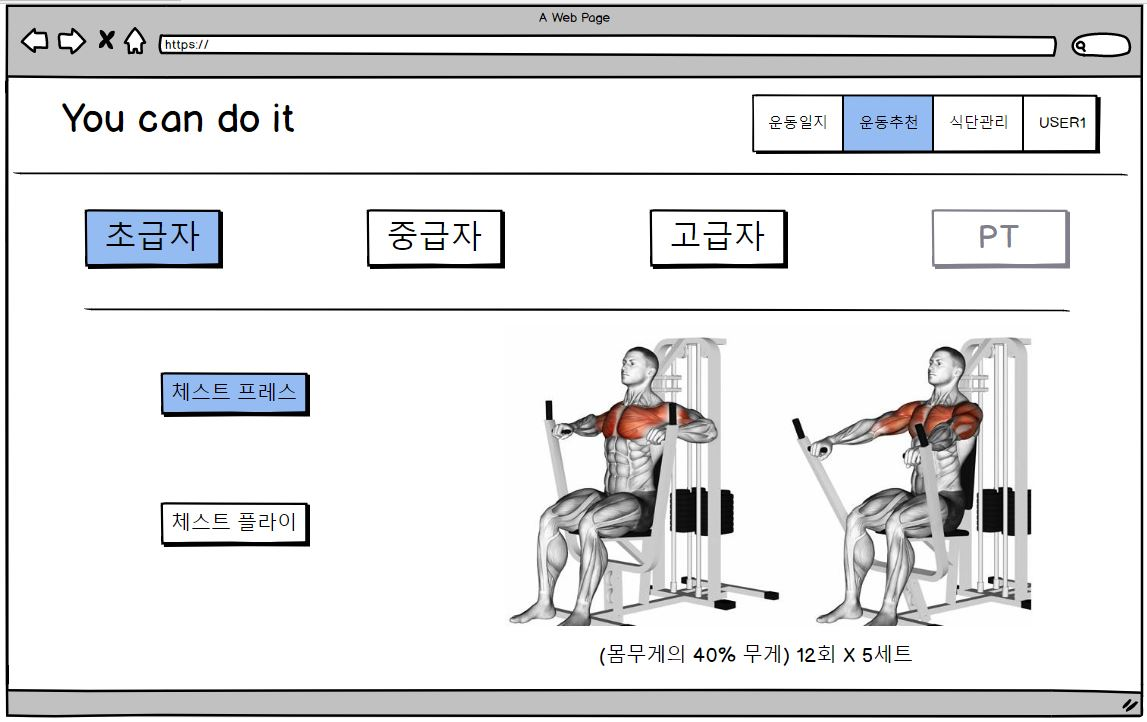 A Web Page
https://
You can do it
운동일지 운동추천 식단관리 USER1
초급자 중급자 고급자 PT
체스트 프레스
체스트 플라이
(몸무게의 40% 무게) 12회 X 5세트